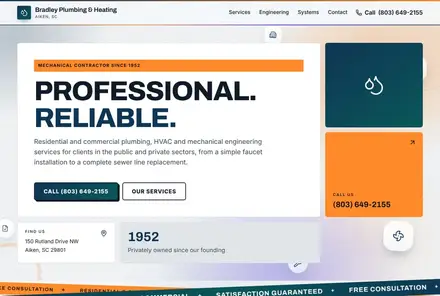 Bradley Plumbing & Heating
AIKEN, SC
Services Engineering Systems Contact Call (803) 649-2155
MECHANICAL CONTRACTOR SINCE 1952
PROFESSIONAL.
RELIABLE.
Residential and commercial plumbing, HVAC and mechanical engineering
services for clients in the public and private sectors, from a simple faucet
installation to a complete sewer line replacement.
CALL (803) 649-2155
OUR SERVICES
CALL US
(803) 649-2155
FIND US
150 Rutland Drive NW
Aiken, SC 29801
1952
Privately owned since our founding
CONSULTATION
SATISFACTION GUARANTEED
FREE CONSULTATION